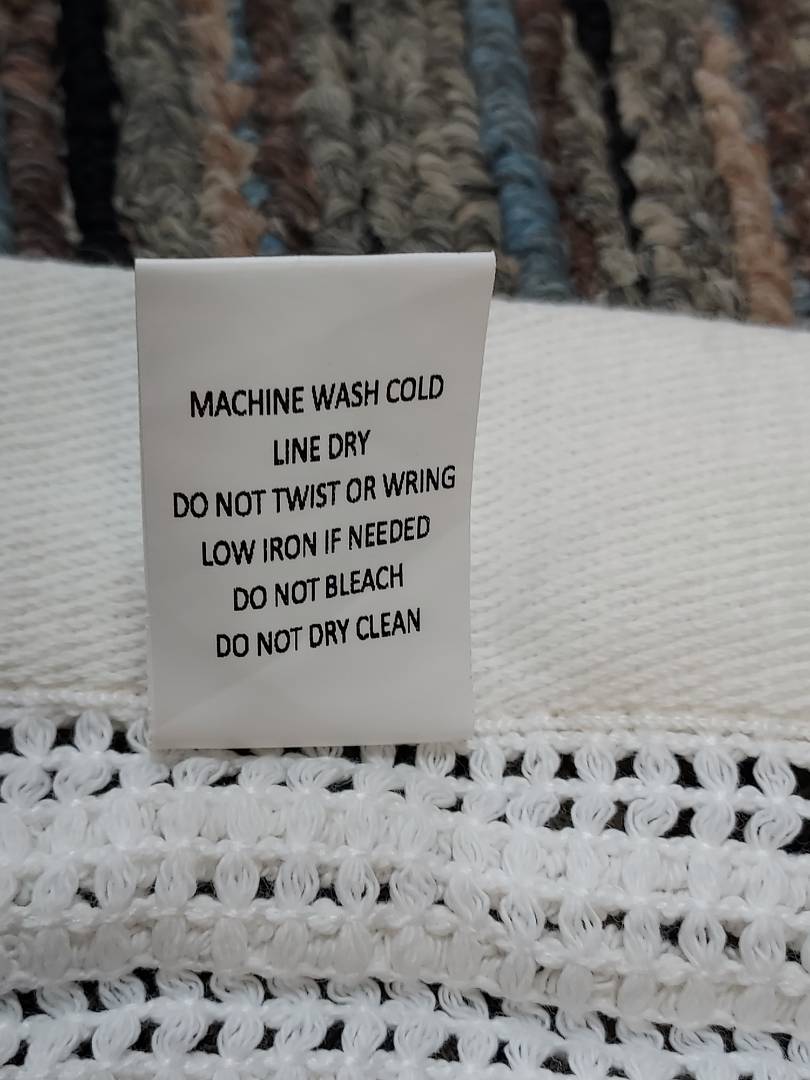 MACHINE WASH COLD
LINE DRY
DO NOT TWIST OR WRING
LOW IRON IF NEEDED
DO NOT BLEACH
DO NOT DRY CLEAN